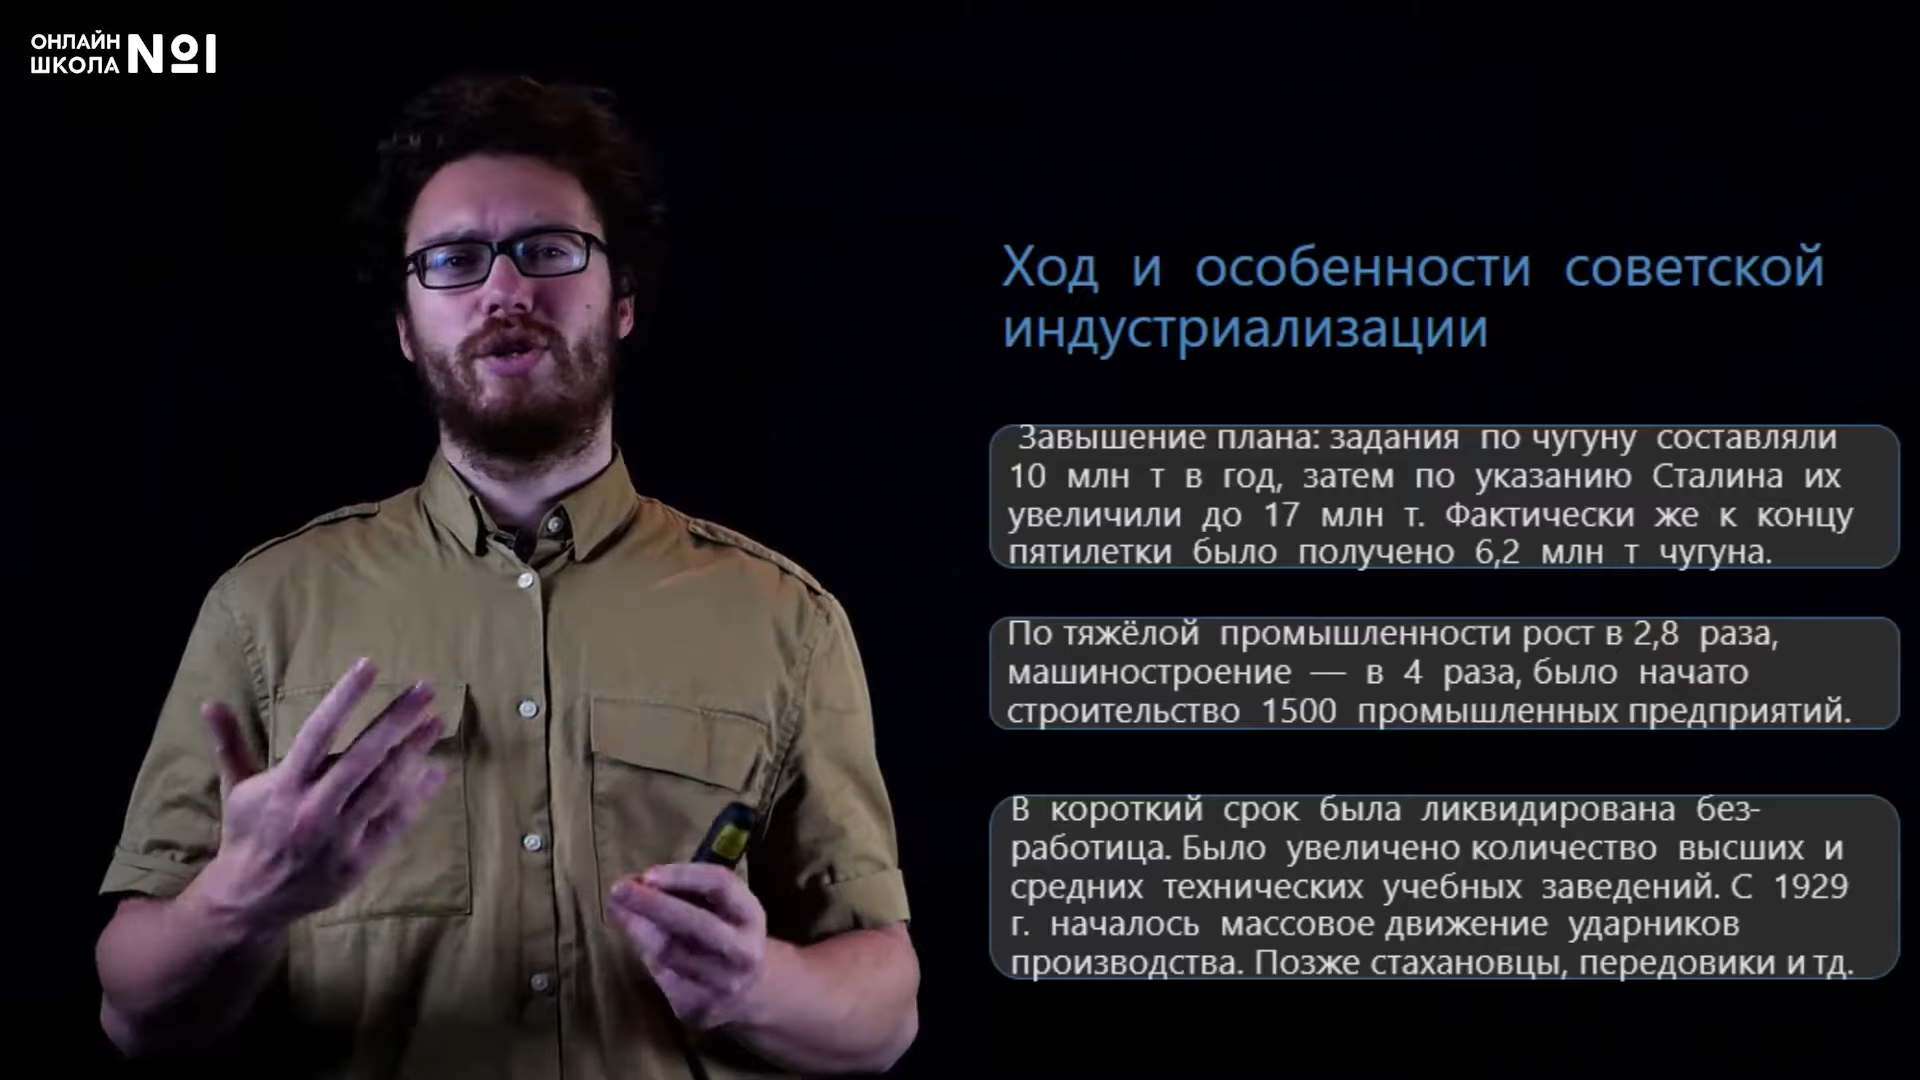 ОНЛАЙН
ШКОЛА №1
Ход и особенности советской
индустриализации
Завышение плана: задания по чугуну составляли
10 млн т в год, затем по указанию Сталина их
увеличили до 17 млн т. Фактически же к концу
пятилетки было получено 6,2 млн т чугуна.
По тяжёлой промышленности рост в 2,8 раза,
машиностроение — в 4 раза, было начато
строительство 1500 промышленных предприятий.
В короткий срок была ликвидирована без-
работица. Было увеличено количество высших и
средних технических учебных заведений. С 1929
г. началось массовое движение ударников
производства. Позже стахановцы, передовики и тд.